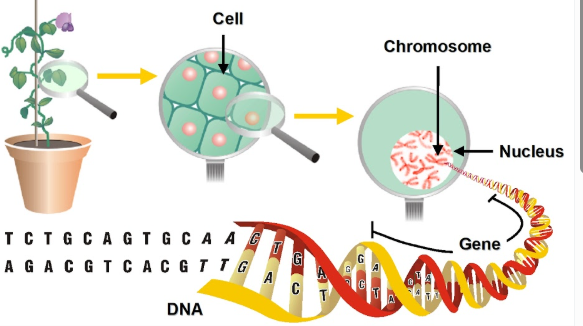 Cell
Chromosome
Nucleus
Gene
T C T G C A G T G C A A C T G A
A G A C G T C A C G T T G A C T
G G A
C T A
DNA